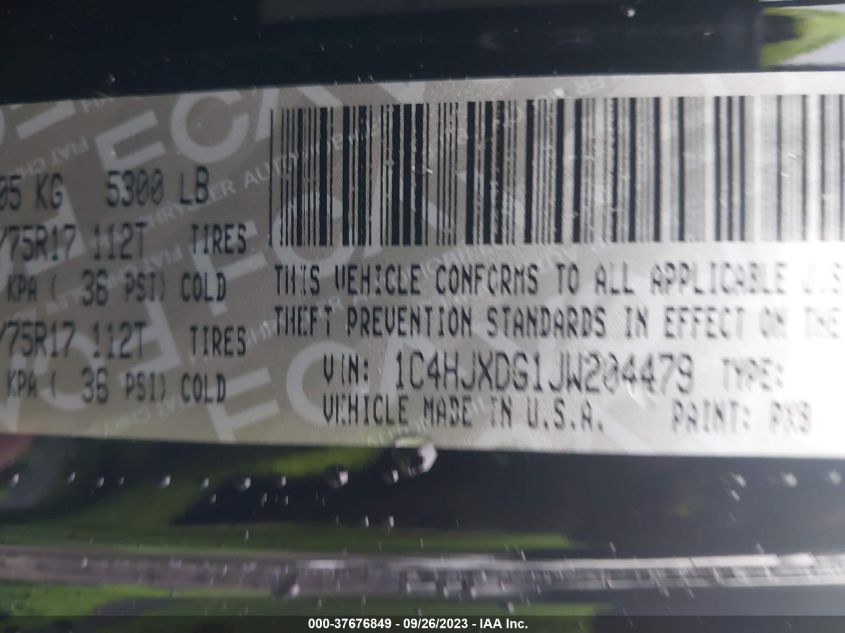 05 KG 5300 LB
/75R17 112T TIRES
KPA ( 36 PSI) COLD
/75R17 112T TIRES
KPA ( 36 PSI) COLD
THIS VEHICLE CONFORMS TO ALL APPLICABLE U.S
THEFT PREVENTION STANDARDS IN EFFECT ON THE
VIN: 1C4HJXDG1JW204479 TYPE:
VEHICLE MADE IN U.S.A. PAINT: PX8
000-37676849 - 09/26/2023 - IAA Inc.